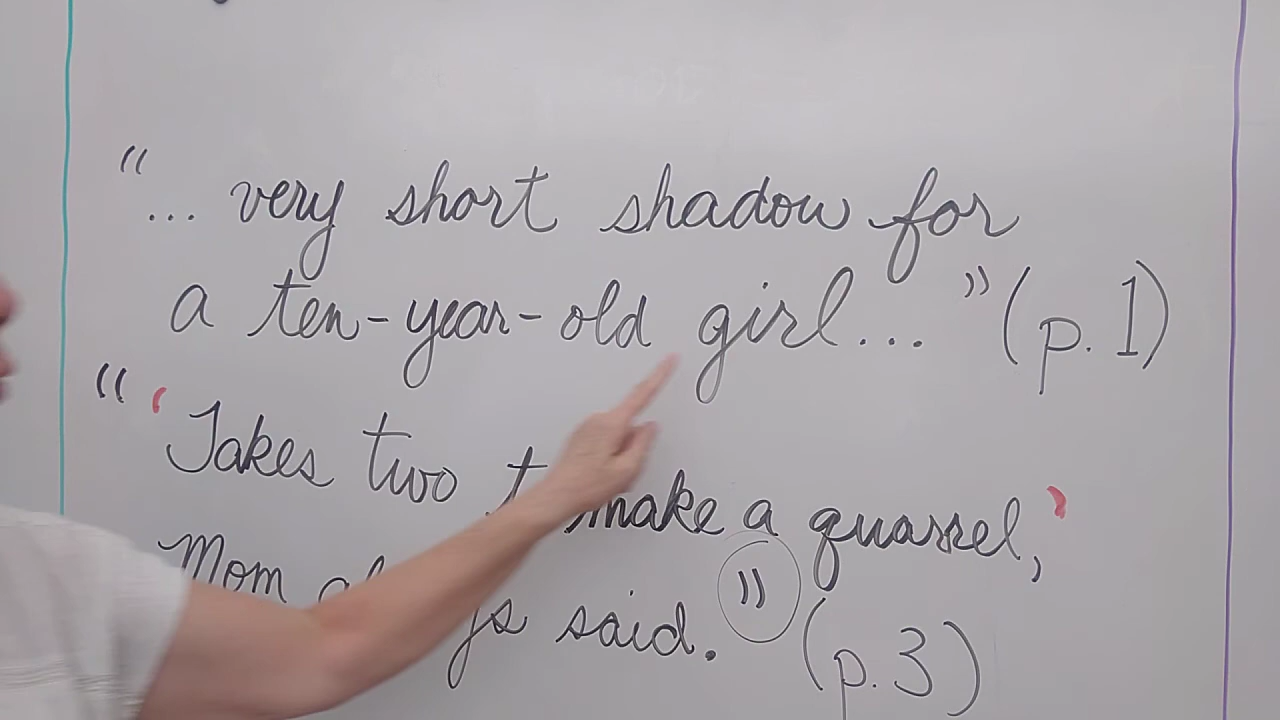 "... very short shadow for
a ten-year-old girl..." (p. 1)
"'Takes two make a quarrel,'
Mom said." (p. 3)